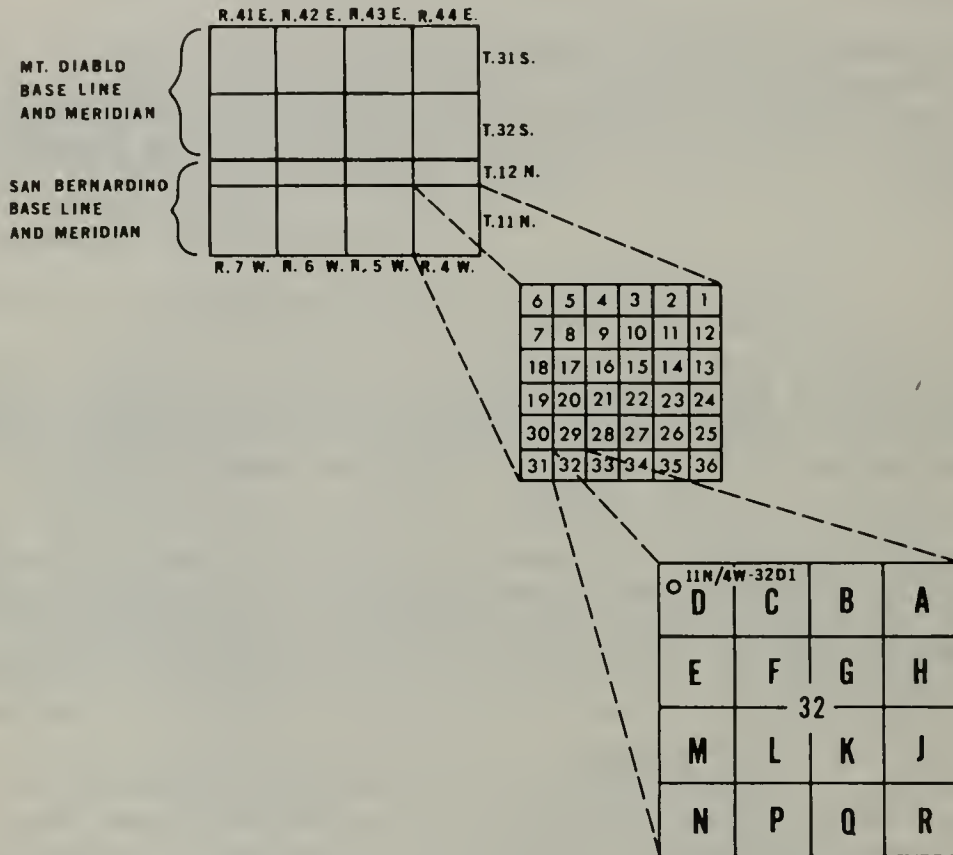 R.41 E. R.42 E. R.43 E. R.44 E.
MT. DIABLO
BASE LINE
AND MERIDIAN
T.31 S.
T.32 S.
SAN BERNARDINO
BASE LINE
AND MERIDIAN
T.12 N.
T.11 N.
R.7 W. R. 6 W. R. 5 W. R.4 W.
6 5 4 3 2 1
7 8 9 10 11 12
18 17 16 15 14 13
19 20 21 22 23 24
30 29 28 27 26 25
31 32 33 34 35 36
11N/4W-32D1
D C B A
E F G H
32
M L K J
N P Q R